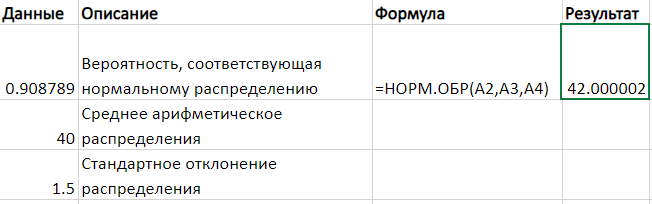 Данные Описание Формула Результат
Вероятность, соответствующая
0.908789 нормальному распределению =НОРМ.ОБР(A2,A3,A4) 42.000002
Среднее арифметическое
40 распределения
Стандартное отклонение
1.5 распределения